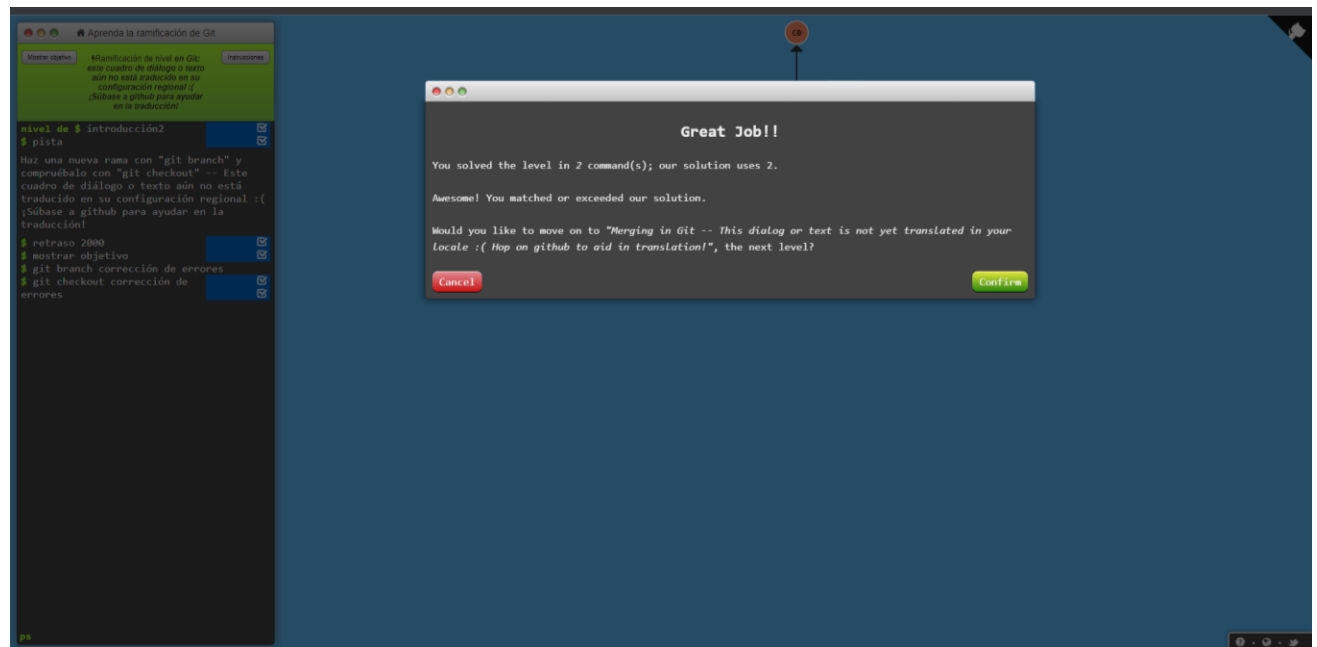 Aprenda la ramificación de Git
Mostrar objetivo
Instrucciones
Ramificación de nivel en Git:
este cuadro de diálogo o texto
aún no está traducido en su
configuración regional :(
¡Súbase a github para ayudar
en la traducción!
nivel de $ introducción2
$ pista
Haz una nueva rama con "git branch" y
compruébalo con "git checkout" -- Este
cuadro de diálogo o texto aún no está
traducido en su configuración regional :(
¡Súbase a github para ayudar en la
traducción!
$ retraso 2000
$ mostrar objetivo
$ git branch corrección de errores
$ git checkout corrección de
errores
ps
C0
Great Job!!
You solved the level in 2 command(s); our solution uses 2.
Awesome! You matched or exceeded our solution.
Would you like to move on to "Merging in Git -- This dialog or text is not yet translated in your
locale :( Hop on github to aid in translation!", the next level?
Cancel
Confirm